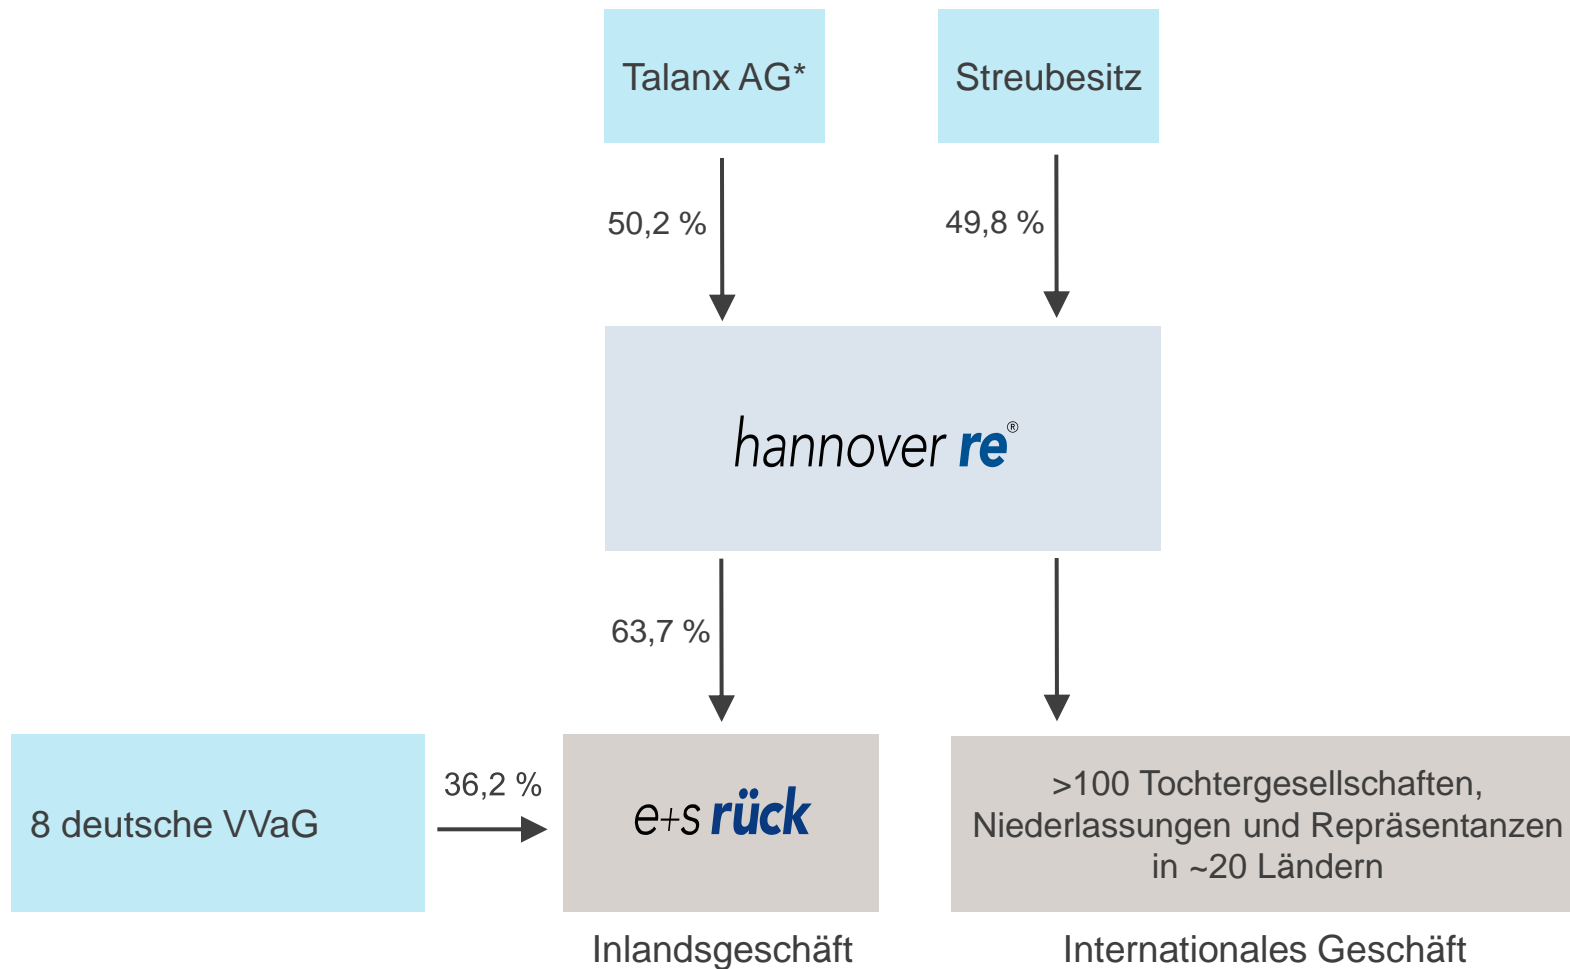 Talanx AG*
Streubesitz
50,2 %
49,8 %
hannover re®
63,7 %
8 deutsche VVaG
36,2 %
e+s rück
>100 Tochtergesellschaften,
Niederlassungen und Repräsentanzen
in ~20 Ländern
Inlandsgeschäft
Internationales Geschäft